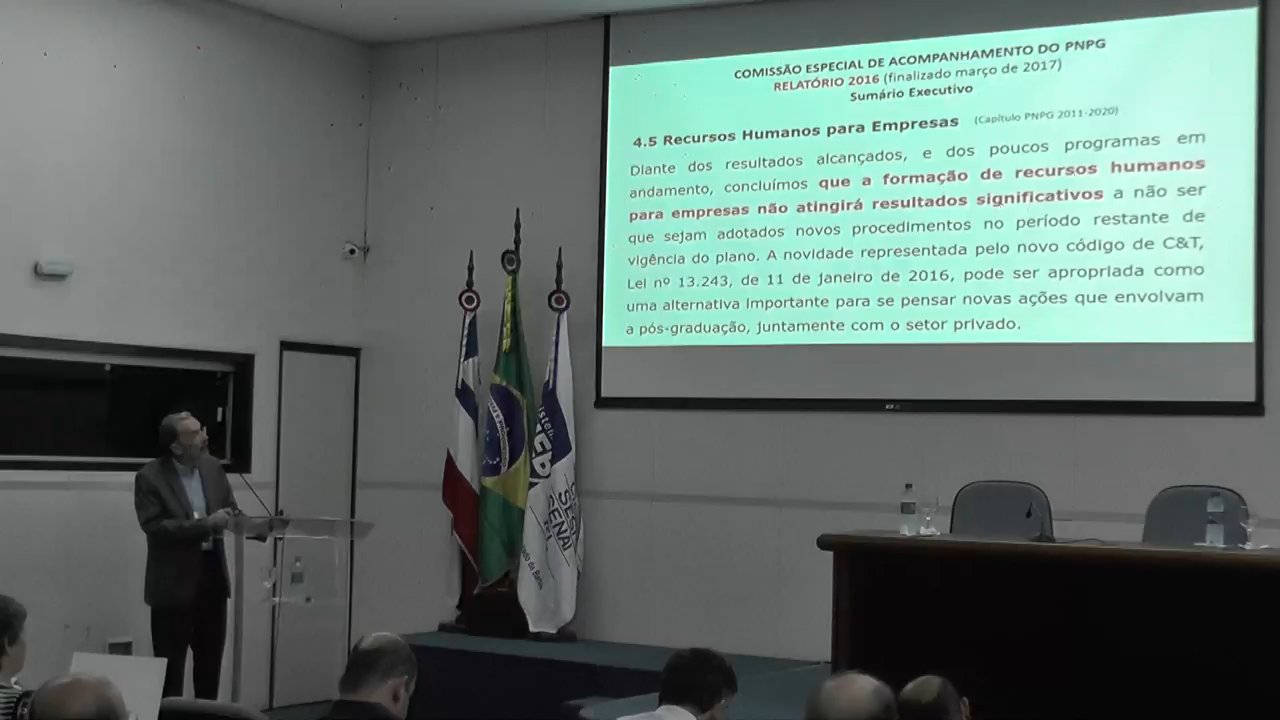 COMISSÃO ESPECIAL DE ACOMPANHAMENTO DO PNPG
RELATÓRIO 2016 (finalizado março de 2017)
Sumário Executivo
4.5 Recursos Humanos para Empresas (Capítulo PNPG 2011-2020)
Diante dos resultados alcançados, e dos poucos programas em
andamento, concluímos que a formação de recursos humanos
para empresas não atingirá resultados significativos a não ser
que sejam adotados novos procedimentos no período restante de
vigência do plano. A novidade representada pelo novo código de C&T,
Lei nº 13.243, de 11 de janeiro de 2016, pode ser apropriada como
uma alternativa importante para se pensar novas ações que envolvam
a pós-graduação, juntamente com o setor privado.
SESI
SENAI